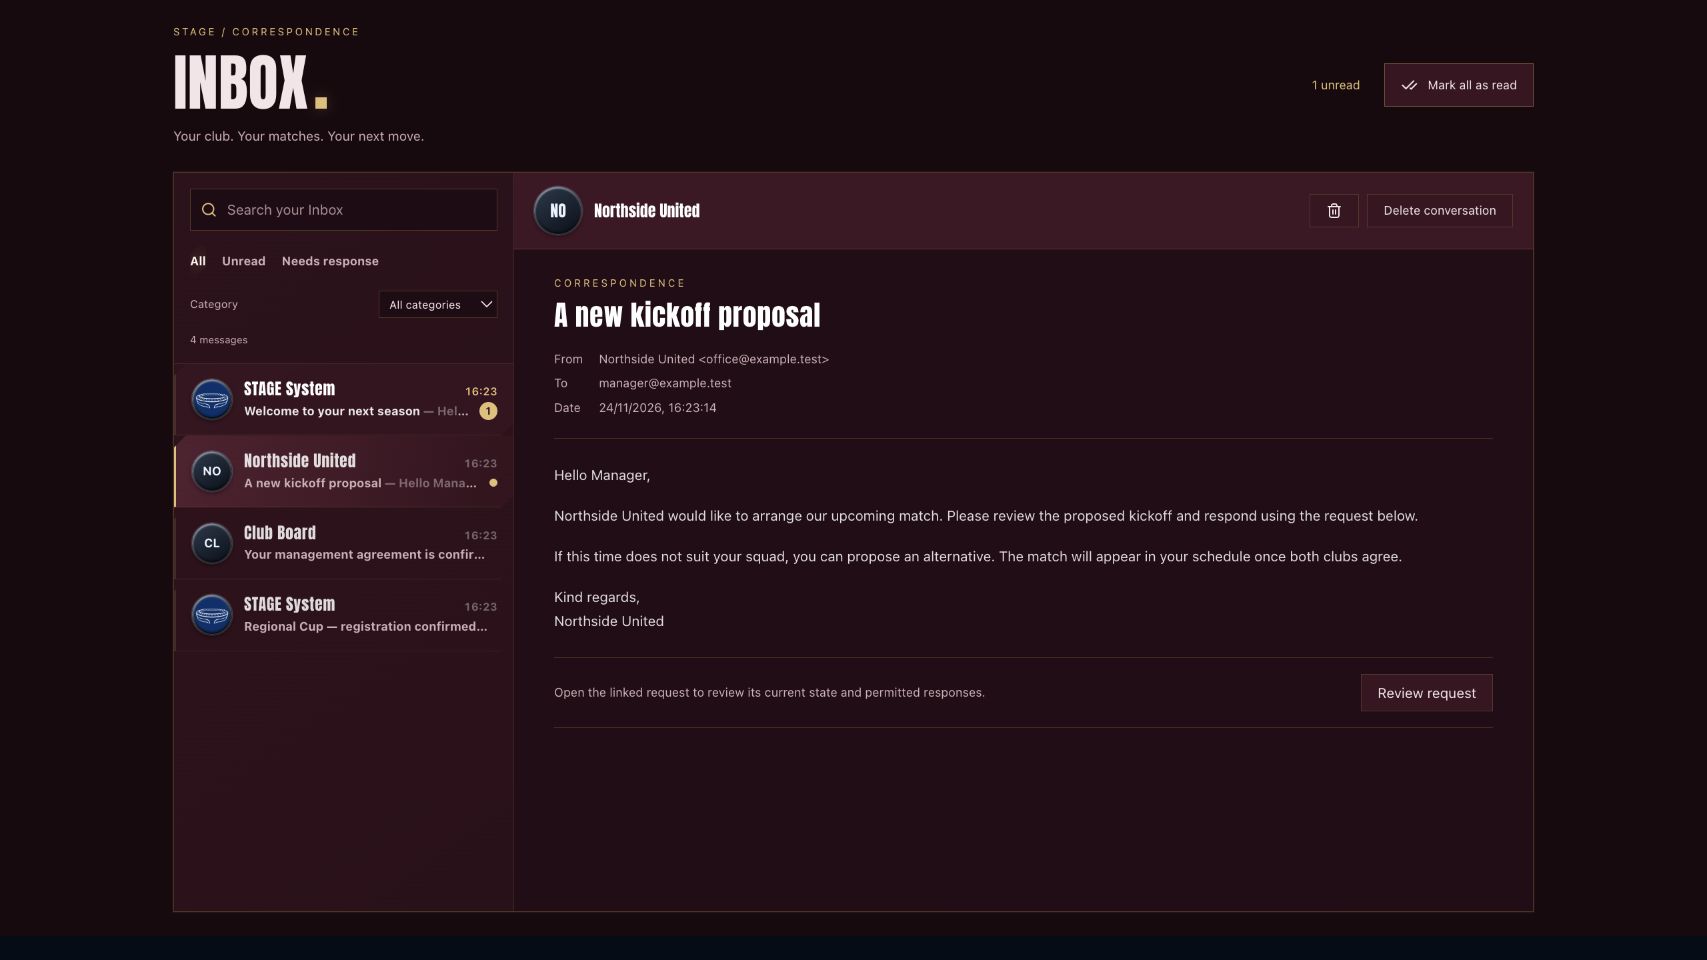 STAGE / CORRESPONDENCE
INBOX.
Your club. Your matches. Your next move.
1 unread
Mark all as read
Search your Inbox
All Unread Needs response
Category
All categories
4 messages
STAGE System
16:23
Welcome to your next season — Hel...
1
NO
Northside United
16:23
A new kickoff proposal — Hello Mana...
CL
Club Board
16:23
Your management agreement is confir...
STAGE System
16:23
Regional Cup — registration confirmed...
NO
Northside United
Delete conversation
CORRESPONDENCE
A new kickoff proposal
From Northside United <office@example.test>
To manager@example.test
Date 24/11/2026, 16:23:14
Hello Manager,
Northside United would like to arrange our upcoming match. Please review the proposed kickoff and respond using the request below.
If this time does not suit your squad, you can propose an alternative. The match will appear in your schedule once both clubs agree.
Kind regards,
Northside United
Open the linked request to review its current state and permitted responses.
Review request